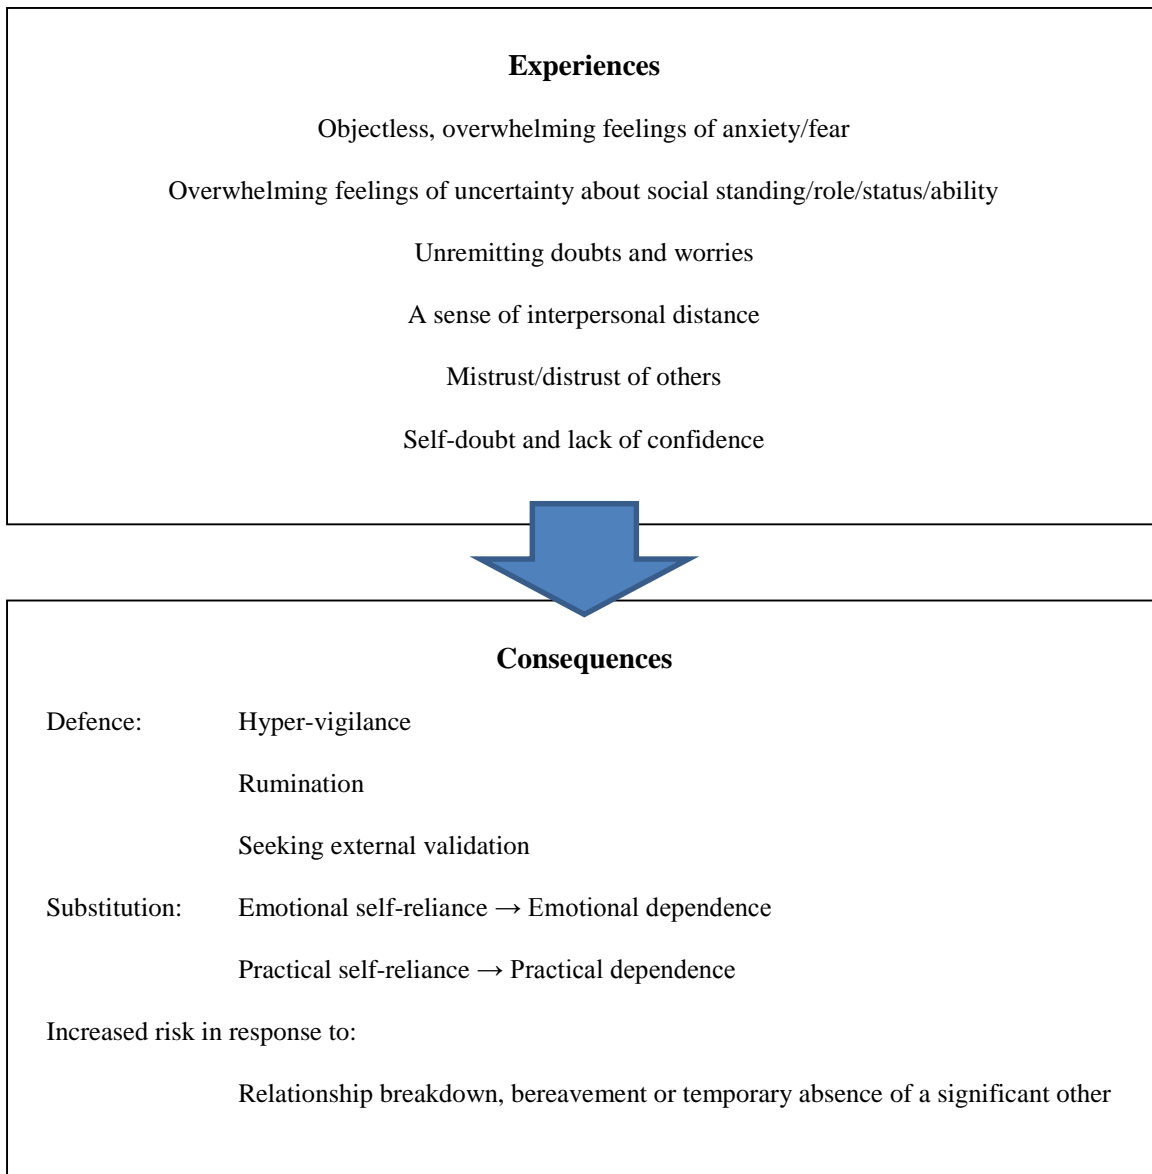 Experiences
Objectless, overwhelming feelings of anxiety/fear
Overwhelming feelings of uncertainty about social standing/role/status/ability
Unremitting doubts and worries
A sense of interpersonal distance
Mistrust/distrust of others
Self-doubt and lack of confidence
Consequences
Defence: Hyper-vigilance
Rumination
Seeking external validation
Substitution: Emotional self-reliance → Emotional dependence
Practical self-reliance → Practical dependence
Increased risk in response to:
Relationship breakdown, bereavement or temporary absence of a significant other